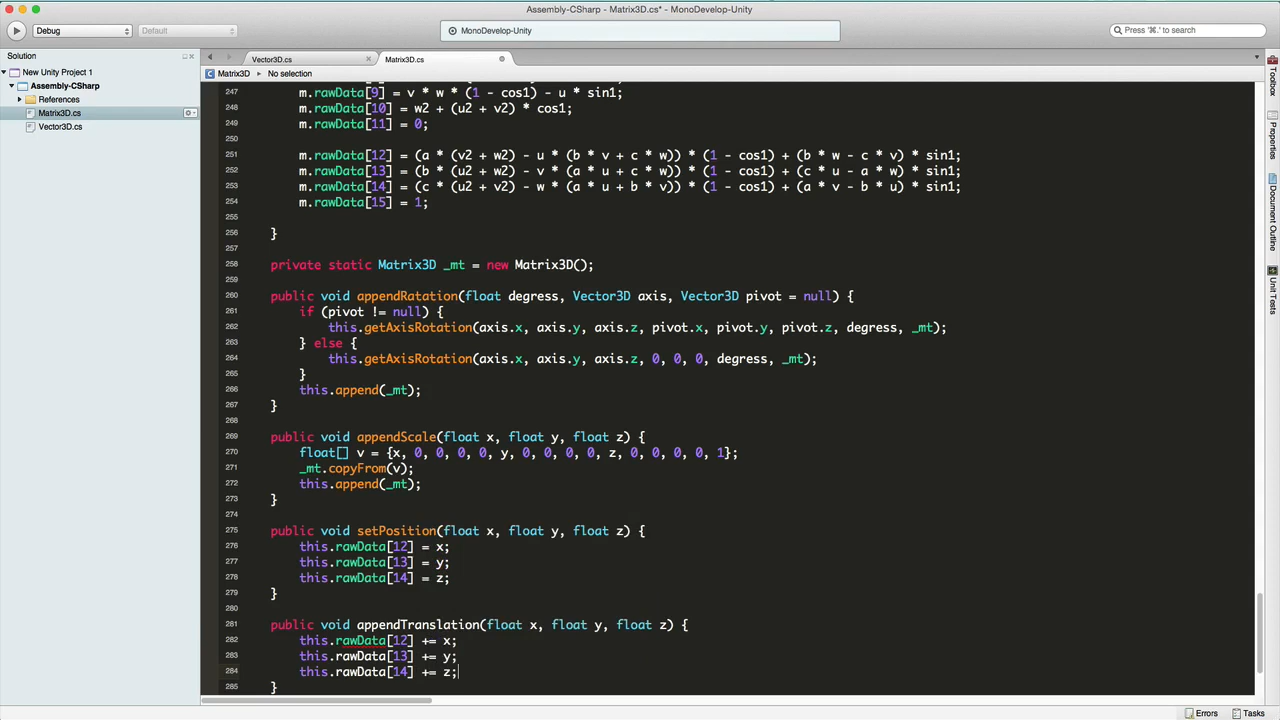 Assembly-CSharp - Matrix3D.cs* - MonoDevelop-Unity
Debug
Default
MonoDevelop-Unity
Press '⌘.' to search
Solution
New Unity Project 1
Assembly-CSharp
References
Matrix3D.cs
Vector3D.cs
Vector3D.cs
Matrix3D.cs
Matrix3D
No selection
247 m.rawData[9] = v * w * (1 - cos1) - u * sin1;
248 m.rawData[10] = w2 + (u2 + v2) * cos1;
249 m.rawData[11] = 0;
250
251 m.rawData[12] = (a * (v2 + w2) - u * (b * v + c * w)) * (1 - cos1) + (b * w - c * v) * sin1;
252 m.rawData[13] = (b * (u2 + w2) - v * (a * u + c * w)) * (1 - cos1) + (c * u - a * w) * sin1;
253 m.rawData[14] = (c * (u2 + v2) - w * (a * u + b * v)) * (1 - cos1) + (a * v - b * u) * sin1;
254 m.rawData[15] = 1;
255
256 }
257
258 private static Matrix3D _mt = new Matrix3D();
259
260 public void appendRatation(float degress, Vector3D axis, Vector3D pivot = null) {
261 if (pivot != null) {
262 this.getAxisRotation(axis.x, axis.y, axis.z, pivot.x, pivot.y, pivot.z, degress, _mt);
263 } else {
264 this.getAxisRotation(axis.x, axis.y, axis.z, 0, 0, 0, degress, _mt);
265 }
266 this.append(_mt);
267 }
268
269 public void appendScale(float x, float y, float z) {
270 float[] v = {x, 0, 0, 0, 0, y, 0, 0, 0, 0, z, 0, 0, 0, 0, 1};
271 _mt.copyFrom(v);
272 this.append(_mt);
273 }
274
275 public void setPosition(float x, float y, float z) {
276 this.rawData[12] = x;
277 this.rawData[13] = y;
278 this.rawData[14] = z;
279 }
280
281 public void appendTranslation(float x, float y, float z) {
282 this.rawData[12] += x;
283 this.rawData[13] += y;
284 this.rawData[14] += z;
285 }
Toolbox
Properties
Document Outline
Unit Tests
Errors
Tasks